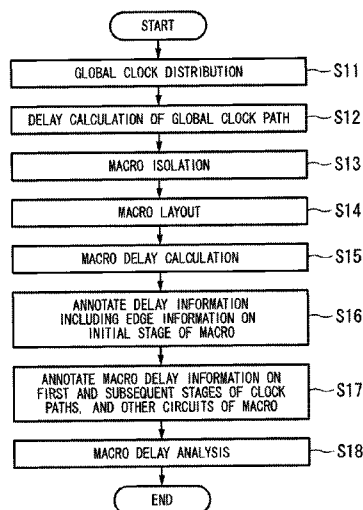 START
GLOBAL CLOCK DISTRIBUTION
S11
DELAY CALCULATION OF GLOBAL CLOCK PATH
S12
MACRO ISOLATION
S13
MACRO LAYOUT
S14
MACRO DELAY CALCULATION
S15
ANNOTATE DELAY INFORMATION
INCLUDING EDGE INFORMATION ON
INITIAL STAGE OF MACRO
S16
ANNOTATE MACRO DELAY INFORMATION ON
FIRST AND SUBSEQUENT STAGES OF CLOCK
PATHS, AND OTHER CIRCUITS OF MACRO
S17
MACRO DELAY ANALYSIS
S18
END